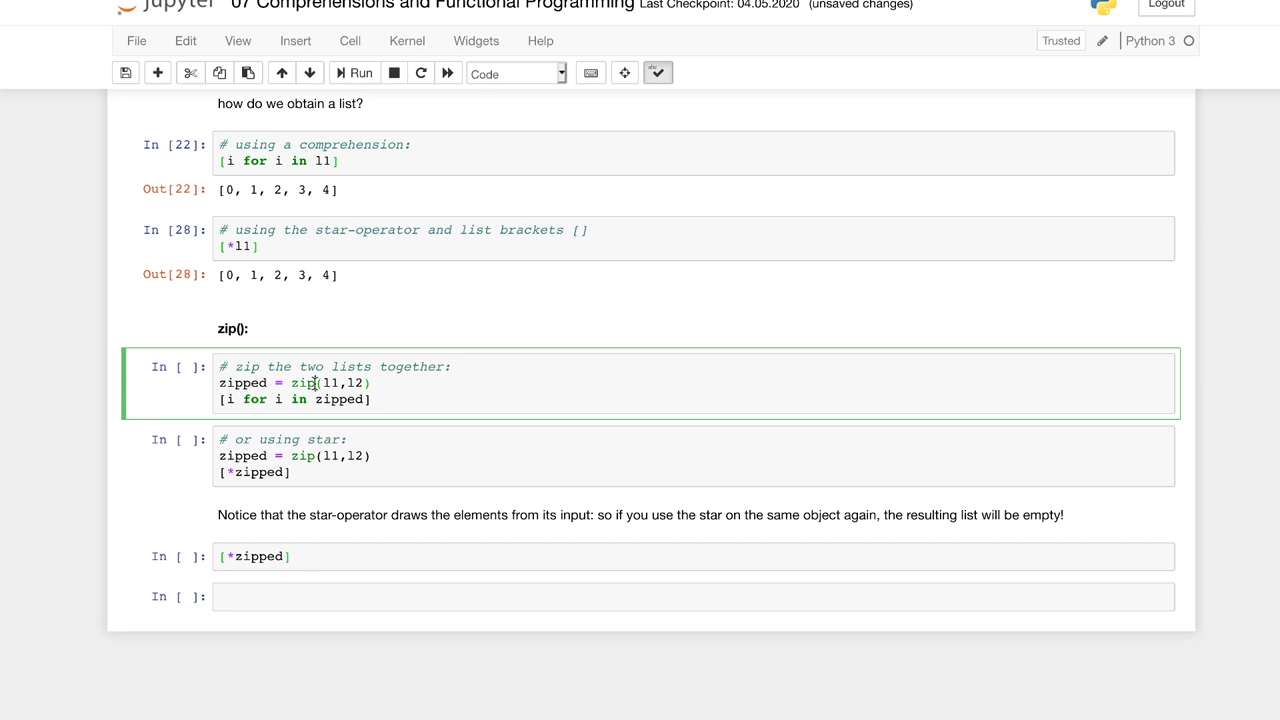 jupyter 07 Comprehensions and Functional Programming Last Checkpoint: 04.05.2020 (unsaved changes) Logout
File Edit View Insert Cell Kernel Widgets Help Trusted Python 3
Run Code
how do we obtain a list?
In [22]: # using a comprehension:
[i for i in l1]
Out[22]: [0, 1, 2, 3, 4]
In [28]: # using the star-operator and list brackets []
[*l1]
Out[28]: [0, 1, 2, 3, 4]
zip():
In [ ]: # zip the two lists together:
zipped = zip(l1,l2)
[i for i in zipped]
In [ ]: # or using star:
zipped = zip(l1,l2)
[*zipped]
Notice that the star-operator draws the elements from its input: so if you use the star on the same object again, the resulting list will be empty!
In [ ]: [*zipped]
In [ ]: